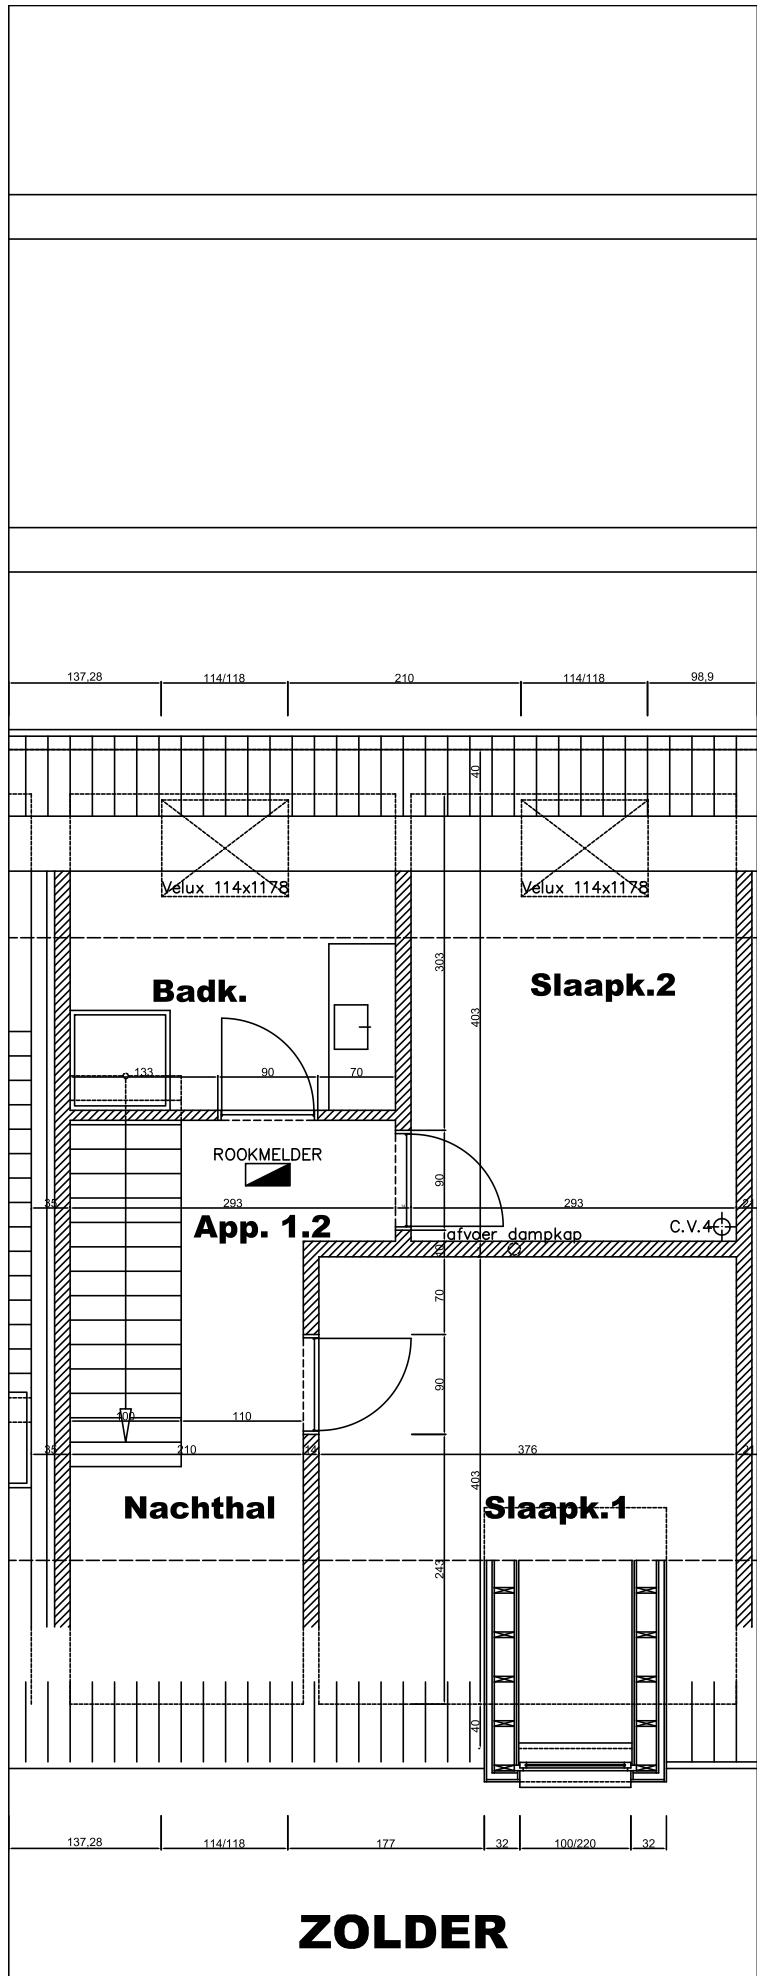 137,28 114/118 210 114/118 98,9
40
Velux 114x1178 Velux 114x1178
303
Badk. Slaapk.2
403
133 90 70
ROOKMELDER
90
35 293 293 21
App. 1.2 C.V.4
afvoer dampkap
10
70
90
100 110
35 210 14 376 21
403
Nachthal Slaapk.1
243
40
137,28 114/118 177 32 100/220 32
ZOLDER